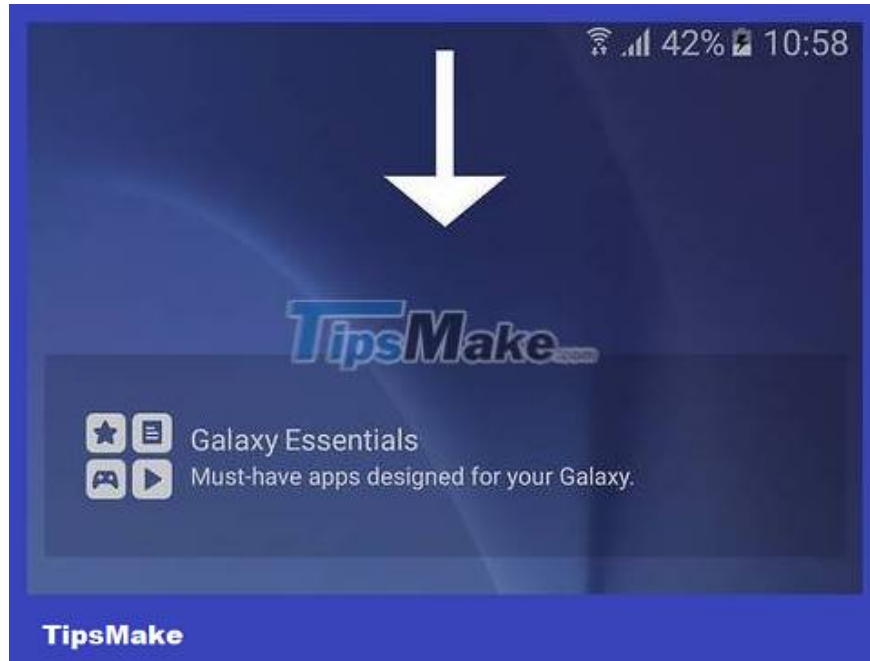 42% 10:58
TipsMake.com
Galaxy Essentials
Must-have apps designed for your Galaxy.
TipsMake